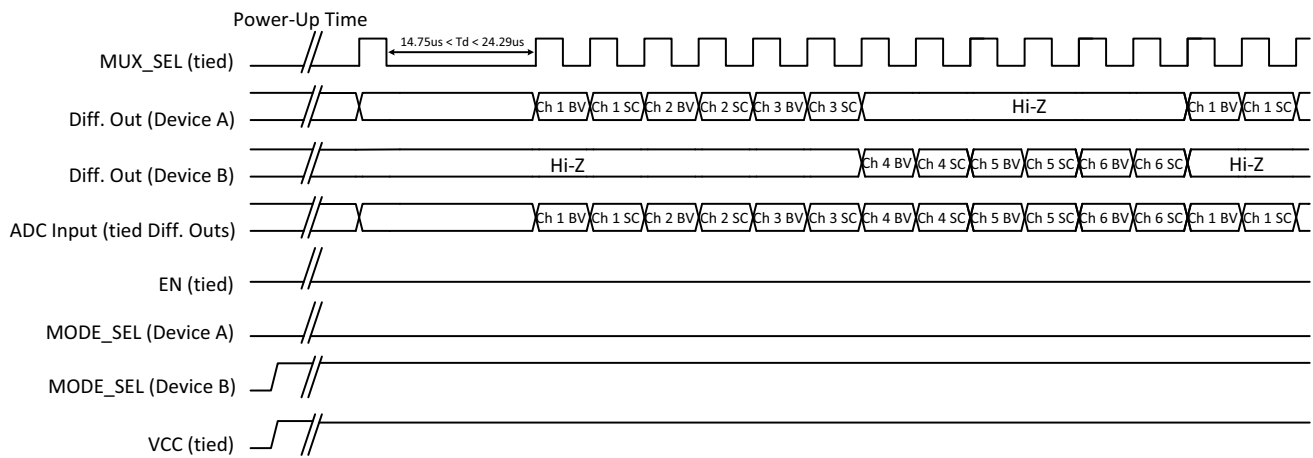 Power-Up Time
14.75us < Td < 24.29us
MUX_SEL (tied)
Ch 1 BV Ch 1 SC Ch 2 BV Ch 2 SC Ch 3 BV Ch 3 SC Hi-Z Ch 1 BV Ch 1 SC
Diff. Out (Device A)
Hi-Z Ch 4 BV Ch 4 SC Ch 5 BV Ch 5 SC Ch 6 BV Ch 6 SC Hi-Z
Diff. Out (Device B)
Ch 1 BV Ch 1 SC Ch 2 BV Ch 2 SC Ch 3 BV Ch 3 SC Ch 4 BV Ch 4 SC Ch 5 BV Ch 5 SC Ch 6 BV Ch 6 SC Ch 1 BV Ch 1 SC
ADC Input (tied Diff. Outs)
EN (tied)
MODE_SEL (Device A)
MODE_SEL (Device B)
VCC (tied)